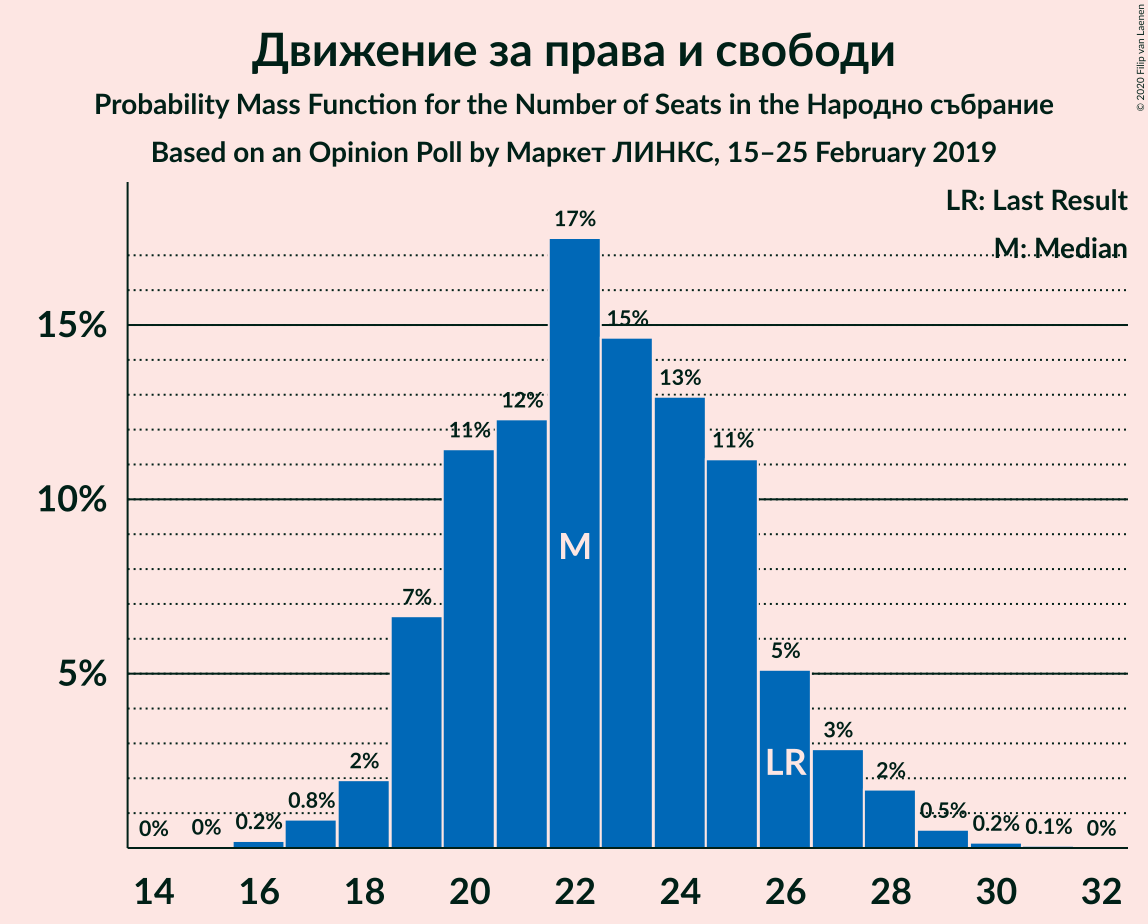 Движение за права и свободи
Probability Mass Function for the Number of Seats in the Народно събрание
Based on an Opinion Poll by Маркет ЛИНКС, 15–25 February 2019
© 2020 Filip van Laenen
LR: Last Result
M: Median
17%
15%
15%
13%
12%
11%
11%
10%
M
7%
5%
5%
LR
3%
2%
2%
0.8%
0.5%
0%
0%
0.2%
0.2%
0.1%
0%
14 16 18 20 22 24 26 28 30 32